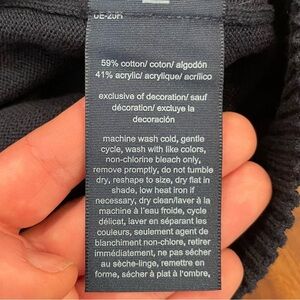 59% cotton/ coton/ algodón
41% acrylic/ acrylique/ acrílico
exclusive of decoration/ sauf
décoration/ excluye la
decoración
machine wash cold, gentle
cycle, wash with like colors,
non-chlorine bleach only,
remove promptly, do not tumble
dry, reshape to size, dry flat in
shade, low heat iron if
necessary, dry clean/laver à la
machine à l'eau froide, cycle
délicat, laver en séparant les
couleurs, seulement agent de
blanchiment non-chlore, retirer
immédiatement, ne pas sécher
au sèche-linge, remettre en
forme, sécher à plat à l'ombre,